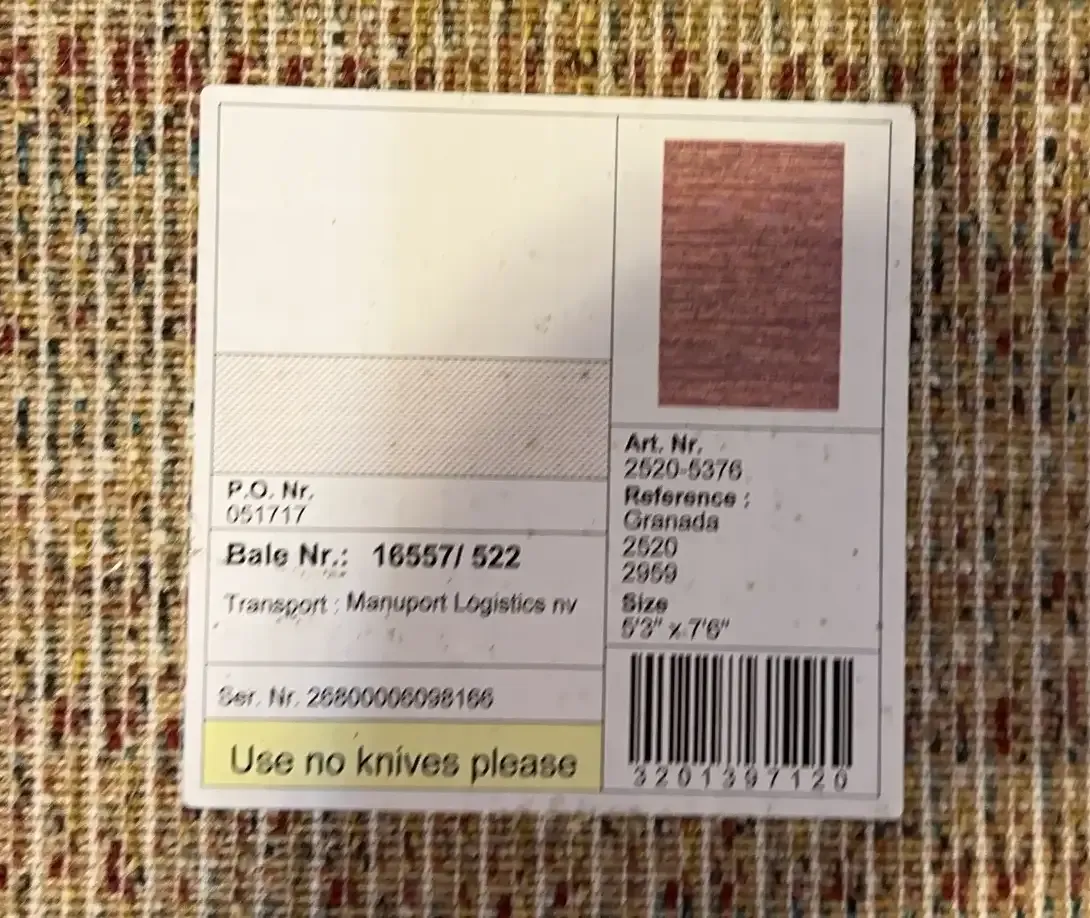 P.O. Nr.
051717
Bale Nr.: 16557/ 522
Transport : Manuport Logistics nv
Ser. Nr. 26800006098166
Use no knives please
Art. Nr.
2520-5376
Reference :
Granada
2520
2959
Size
5'3" x 7'6"
3201397120